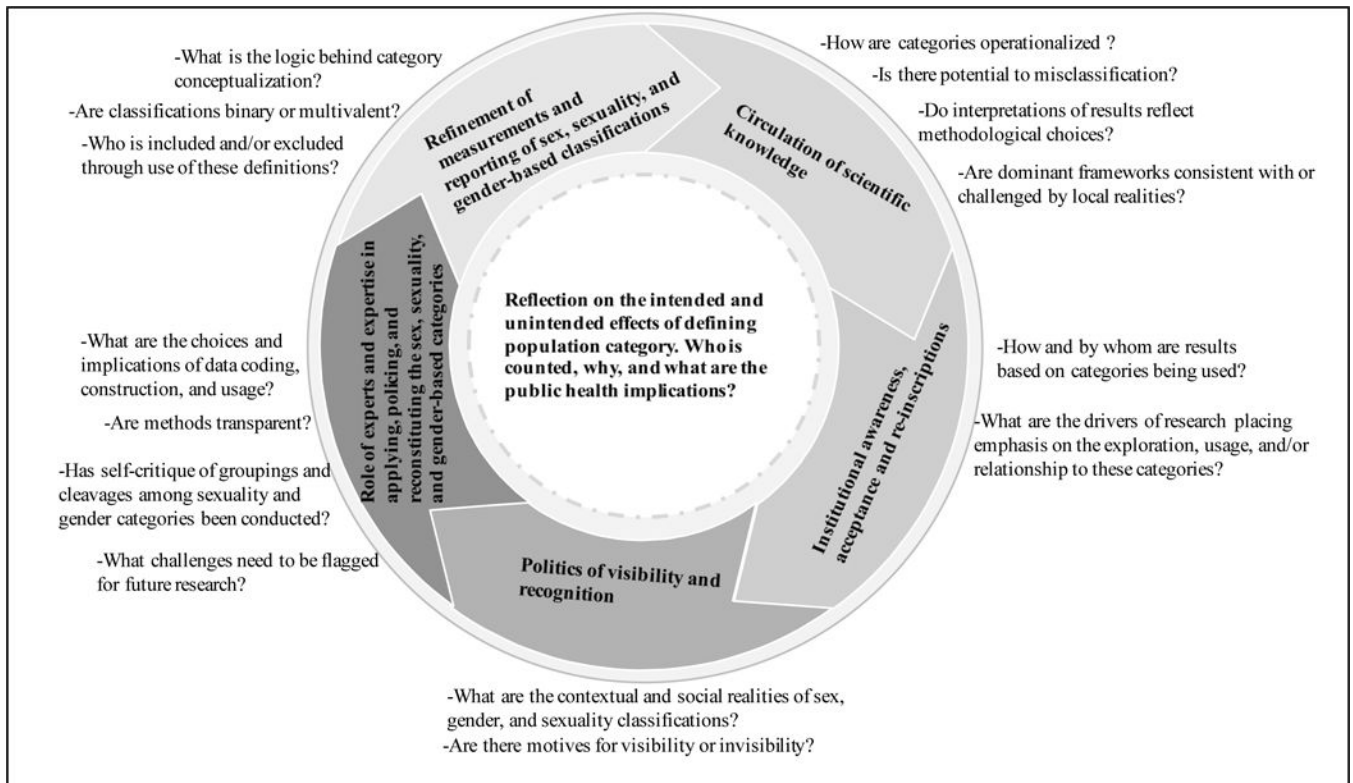 -What is the logic behind category
conceptualization?
-Are classifications binary or multivalent?
-Who is included and/or excluded
through use of these definitions?
Refinement of
measurements and
reporting of sex, sexuality, and
gender-based classifications
-How are categories operationalized ?
-Is there potential to misclassification?
-Do interpretations of results reflect
methodological choices?
-Are dominant frameworks consistent with or
challenged by local realities?
Circulation of scientific
knowledge
Reflection on the intended and
unintended effects of defining
population category. Who is
counted, why, and what are the
public health implications?
-How and by whom are results
based on categories being used?
-What are the drivers of research placing
emphasis on the exploration, usage, and/or
relationship to these categories?
Institutional awareness,
acceptance and re-inscriptions
Politics of visibility and
recognition
-What are the contextual and social realities of sex,
gender, and sexuality classifications?
-Are there motives for visibility or invisibility?
Role of experts and expertise in
applying, policing, and
reconstituting the sex, sexuality,
and gender-based categories
-What are the choices and
implications of data coding,
construction, and usage?
-Are methods transparent?
-Has self-critique of groupings and
cleavages among sexuality and
gender categories been conducted?
-What challenges need to be flagged
for future research?